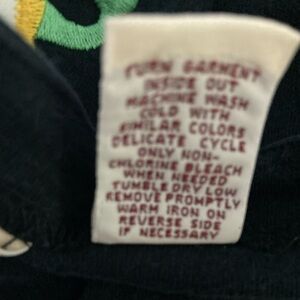 TURN GARMENT
INSIDE OUT
MACHINE WASH
COLD WITH
SIMILAR COLORS
DELICATE CYCLE
ONLY NON-
CHLORINE BLEACH
WHEN NEEDED
TUMBLE DRY LOW
REMOVE PROMPTLY
WARM IRON ON
REVERSE SIDE
IF NECESSARY